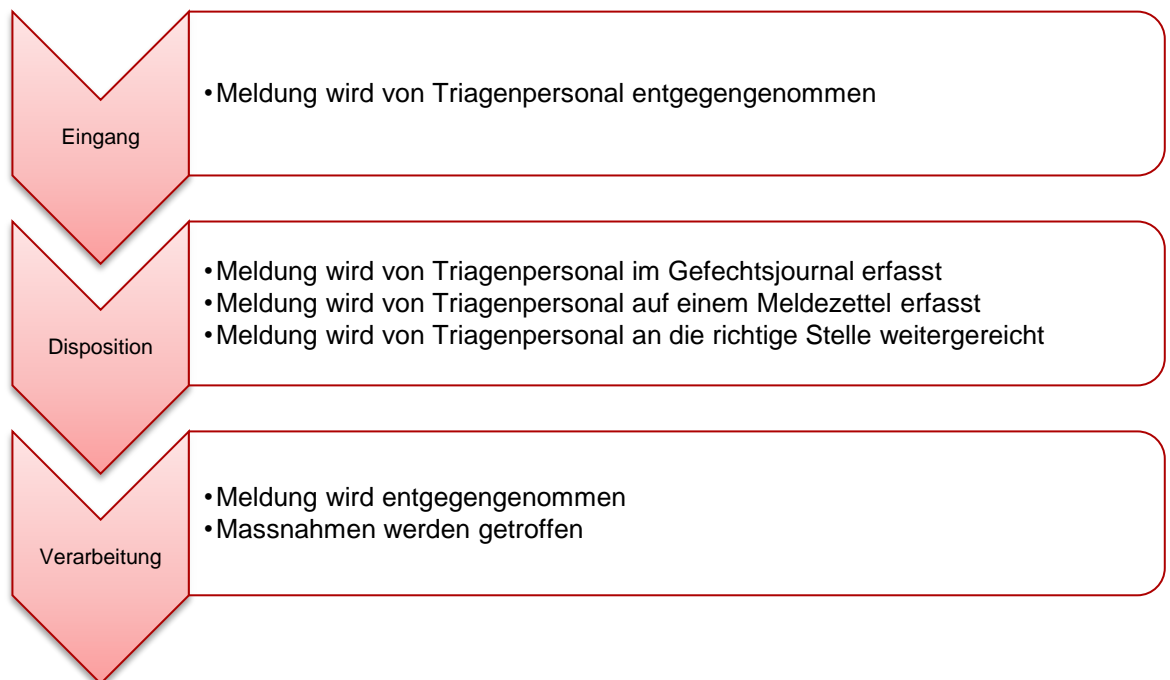 Eingang
•Meldung wird von Triagenpersonal entgegengenommen
Disposition
•Meldung wird von Triagenpersonal im Gefechtsjournal erfasst
•Meldung wird von Triagenpersonal auf einem Meldezettel erfasst
•Meldung wird von Triagenpersonal an die richtige Stelle weitergereicht
Verarbeitung
•Meldung wird entgegengenommen
•Massnahmen werden getroffen